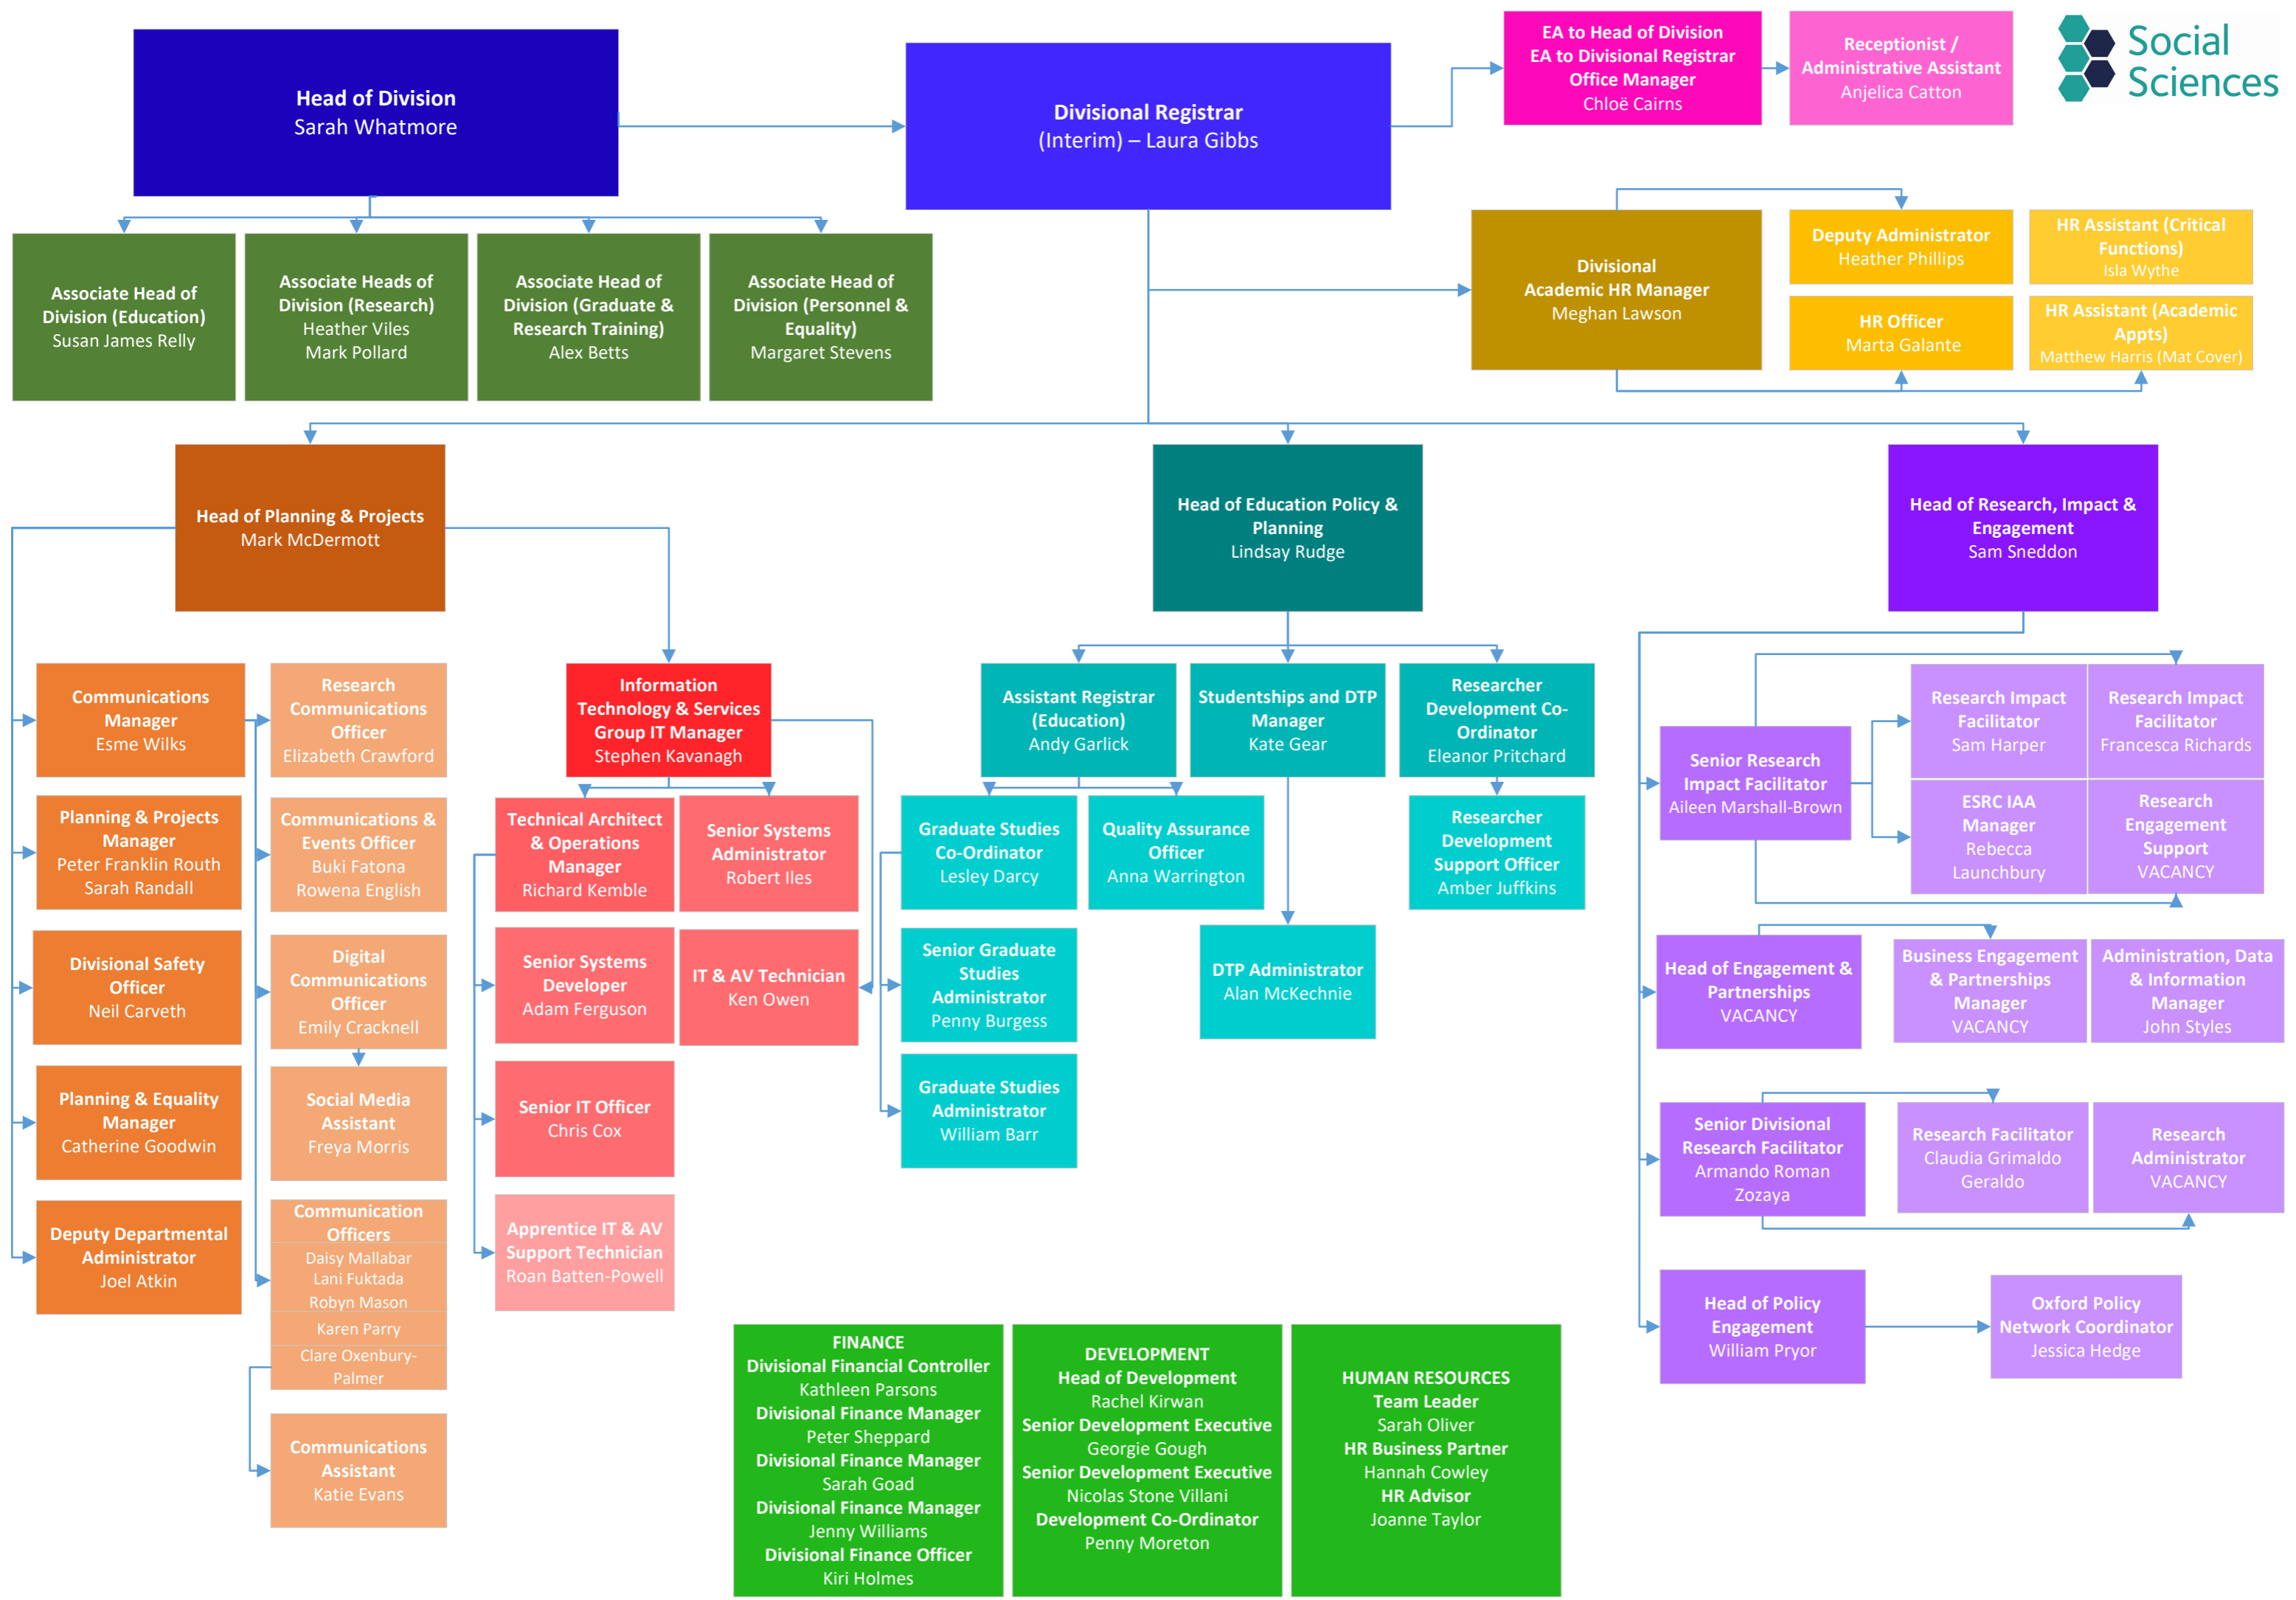 EA to Head of Division
EA to Divisional Registrar
Office Manager
Chloë Cairns
Receptionist /
Administrative Assistant
Anjelica Catton
Social
Sciences
Head of Division
Sarah Whatmore
Divisional Registrar
(Interim) – Laura Gibbs
Associate Head of
Division (Education)
Susan James Relly
Associate Heads of
Division (Research)
Heather Viles
Mark Pollard
Associate Head of
Division (Graduate &
Research Training)
Alex Betts
Associate Head of
Division (Personnel &
Equality)
Margaret Stevens
Divisional
Academic HR Manager
Meghan Lawson
Deputy Administrator
Heather Phillips
HR Assistant (Critical
Functions)
Isla Wythe
HR Officer
Marta Galante
HR Assistant (Academic
Appts)
Matthew Harris (Mat Cover)
Head of Planning & Projects
Mark McDermott
Head of Education Policy &
Planning
Lindsay Rudge
Head of Research, Impact &
Engagement
Sam Sneddon
Communications
Manager
Esme Wilks
Planning & Projects
Manager
Peter Franklin Routh
Sarah Randall
Divisional Safety
Officer
Neil Carveth
Planning & Equality
Manager
Catherine Goodwin
Deputy Departmental
Administrator
Joel Atkin
Research
Communications
Officer
Elizabeth Crawford
Communications &
Events Officer
Buki Fatona
Rowena English
Digital
Communications
Officer
Emily Cracknell
Social Media
Assistant
Freya Morris
Communication
Officers
Daisy Mallabar
Lani Fuktada
Robyn Mason
Karen Parry
Clare Oxenbury-
Palmer
Communications
Assistant
Katie Evans
Information
Technology & Services
Group IT Manager
Stephen Kavanagh
Technical Architect
& Operations
Manager
Richard Kemble
Senior Systems
Administrator
Robert Iles
Senior Systems
Developer
Adam Ferguson
IT & AV Technician
Ken Owen
Senior IT Officer
Chris Cox
Apprentice IT & AV
Support Technician
Roan Batten-Powell
Assistant Registrar
(Education)
Andy Garlick
Studentships and DTP
Manager
Kate Gear
Researcher
Development Co-
Ordinator
Eleanor Pritchard
Graduate Studies
Co-Ordinator
Lesley Darcy
Quality Assurance
Officer
Anna Warrington
Researcher
Development
Support Officer
Amber Juffkins
Senior Graduate
Studies
Administrator
Penny Burgess
DTP Administrator
Alan McKechnie
Graduate Studies
Administrator
William Barr
Senior Research
Impact Facilitator
Aileen Marshall-Brown
Research Impact
Facilitator
Sam Harper
Research Impact
Facilitator
Francesca Richards
ESRC IAA
Manager
Rebecca
Launchbury
Research
Engagement
Support
VACANCY
Head of Engagement &
Partnerships
VACANCY
Business Engagement
& Partnerships
Manager
VACANCY
Administration, Data
& Information
Manager
John Styles
Senior Divisional
Research Facilitator
Armando Roman
Zozaya
Research Facilitator
Claudia Grimaldo
Geraldo
Research
Administrator
VACANCY
Head of Policy
Engagement
William Pryor
Oxford Policy
Network Coordinator
Jessica Hedge
FINANCE
Divisional Financial Controller
Kathleen Parsons
Divisional Finance Manager
Peter Sheppard
Divisional Finance Manager
Sarah Goad
Divisional Finance Manager
Jenny Williams
Divisional Finance Officer
Kiri Holmes
DEVELOPMENT
Head of Development
Rachel Kirwan
Senior Development Executive
Georgie Gough
Senior Development Executive
Nicolas Stone Villani
Development Co-Ordinator
Penny Moreton
HUMAN RESOURCES
Team Leader
Sarah Oliver
HR Business Partner
Hannah Cowley
HR Advisor
Joanne Taylor